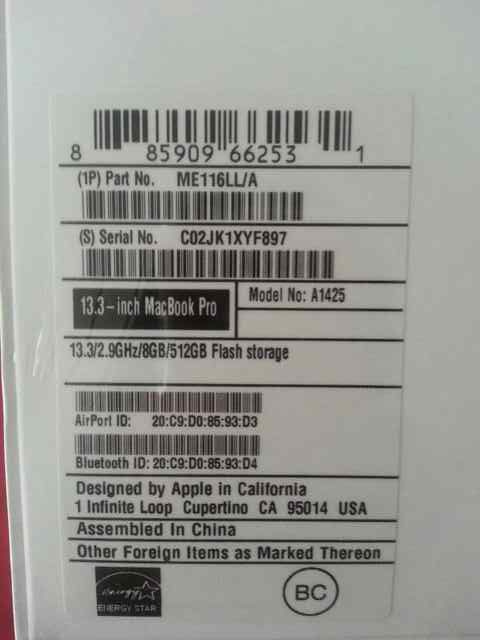 8 85909 66253 1
(1P) Part No. ME116LL/A
(S) Serial No. C02JK1XYF897
13.3-inch MacBook Pro
Model No: A1425
13.3/2.9GHz/8GB/512GB Flash storage
AirPort ID: 20:C9:D0:85:93:D3
Bluetooth ID: 20:C9:D0:85:93:D4
Designed by Apple in California
1 Infinite Loop Cupertino CA 95014 USA
Assembled In China
Other Foreign Items as Marked Thereon
energy
ENERGY STAR
BC